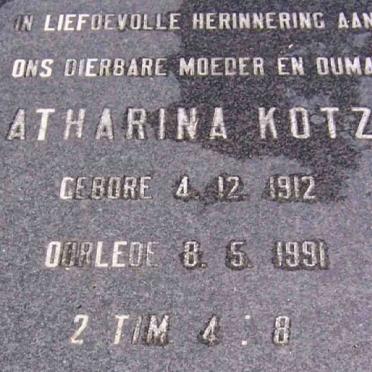 IN LIEFDEVOLLE HERINNERING AAN
ONS DIERBARE MOEDER EN OUMA
ATHARINA KOTZ
GEBORE 4. 12. 1912
OORLEDE 8. 5. 1991
2 TIM 4 : 8